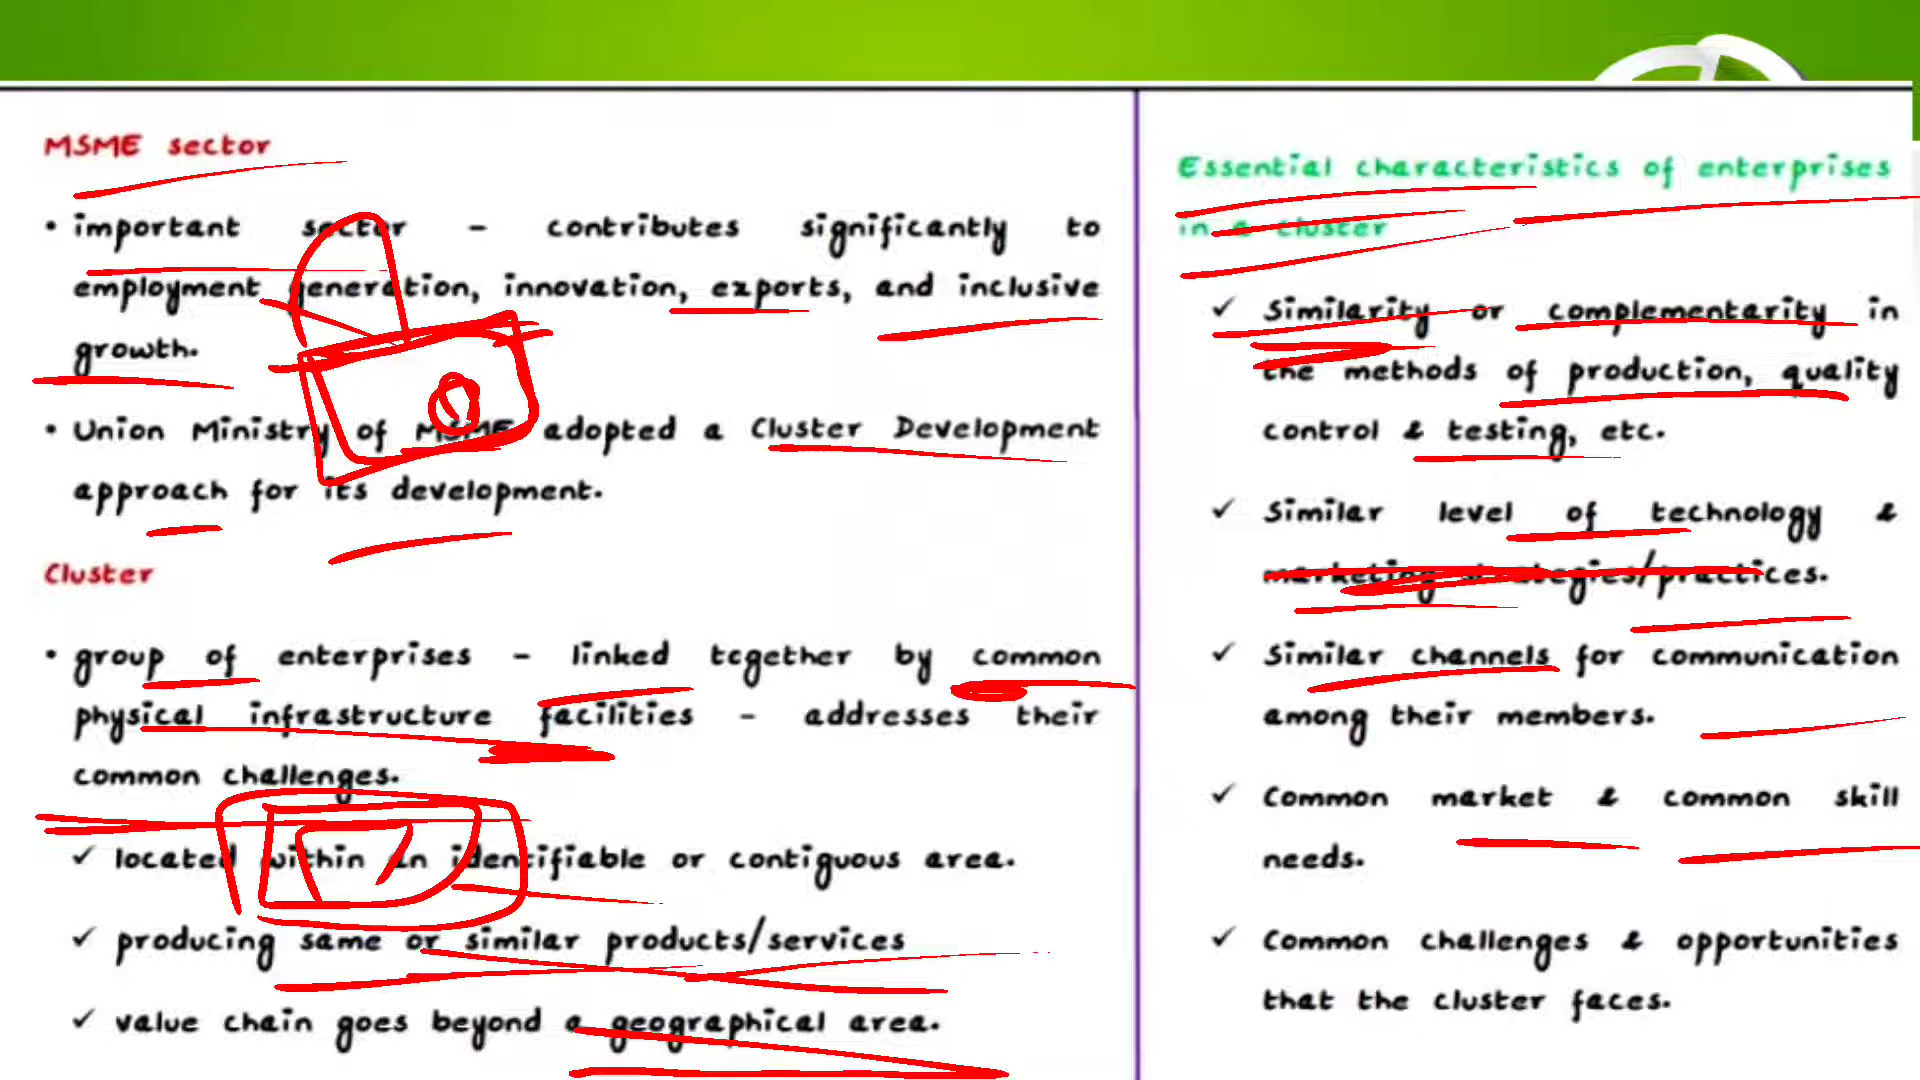 MSME sector
• important sector - contributes significantly to
employment generation, innovation, exports, and inclusive
growth.
• Union Ministry of MSME adopted a Cluster Development
approach for its development.
Cluster
• group of enterprises - linked together by common
physical infrastructure facilities - addresses their
common challenges.
✓ located within an identifiable or contiguous area.
✓ producing same or similar products/services
✓ value chain goes beyond a geographical area.
Essential characteristics of enterprises
in a cluster
✓ Similarity or complementarity in
the methods of production, quality
control & testing, etc.
✓ Similar level of technology &
marketing strategies/practices.
✓ Similar channels for communication
among their members.
✓ Common market & common skill
needs.
✓ Common challenges & opportunities
that the cluster faces.